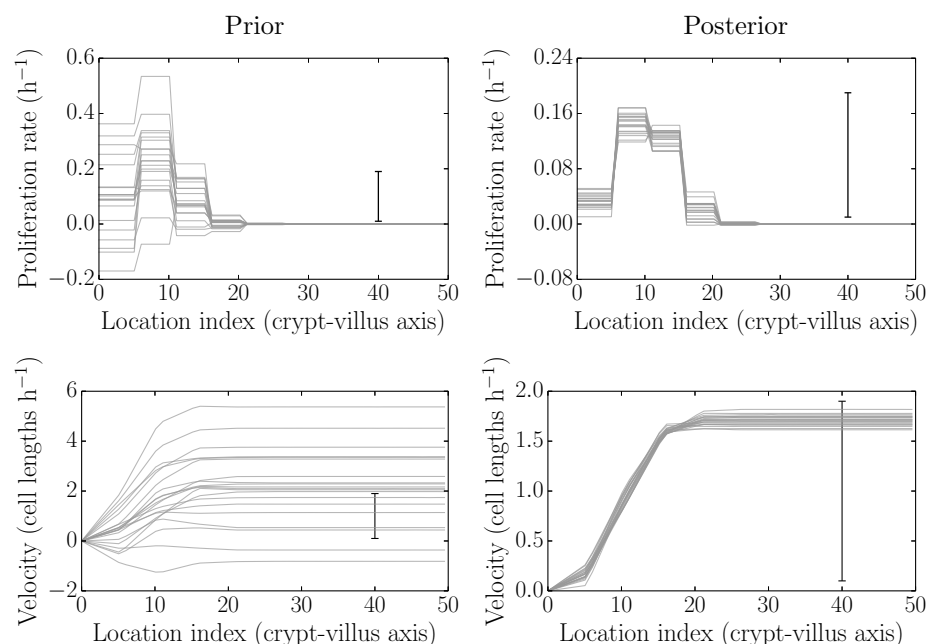 Prior
Posterior
Proliferation rate (h⁻¹)
0.6
0.4
0.2
0.0
−0.2
0 10 20 30 40 50
Location index (crypt-villus axis)
Proliferation rate (h⁻¹)
0.24
0.16
0.08
0.00
−0.08
0 10 20 30 40 50
Location index (crypt-villus axis)
Velocity (cell lengths h⁻¹)
6
4
2
0
−2
0 10 20 30 40 50
Location index (crypt-villus axis)
Velocity (cell lengths h⁻¹)
2.0
1.5
1.0
0.5
0.0
0 10 20 30 40 50
Location index (crypt-villus axis)